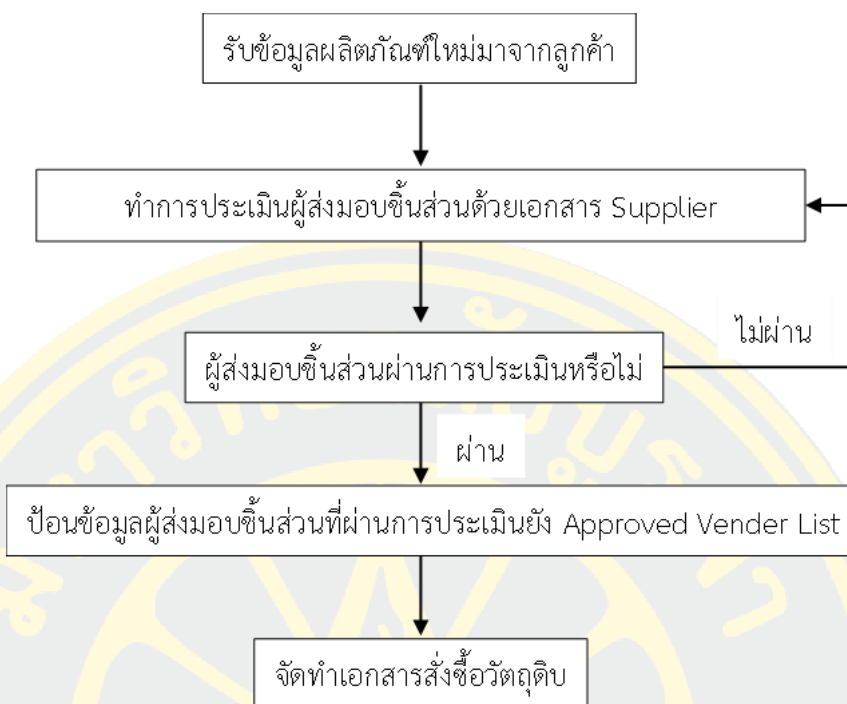 รับข้อมูลผลิตภัณฑ์ใหม่มาจากลูกค้า
ทำการประเมินผู้ส่งมอบชิ้นส่วนด้วยเอกสาร Supplier
ไม่ผ่าน
ผู้ส่งมอบชิ้นส่วนผ่านการประเมินหรือไม่
ผ่าน
ป้อนข้อมูลผู้ส่งมอบชิ้นส่วนที่ผ่านการประเมินยัง Approved Vender List
จัดทำเอกสารสั่งซื้อวัตถุดิบ